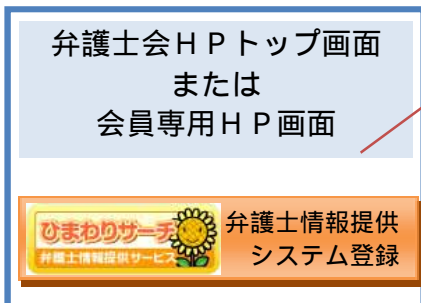 弁護士会ＨＰトップ画面
または
会員専用ＨＰ画面
ひまわりサーチ
弁護士情報提供サービス
弁護士情報提供
システム登録